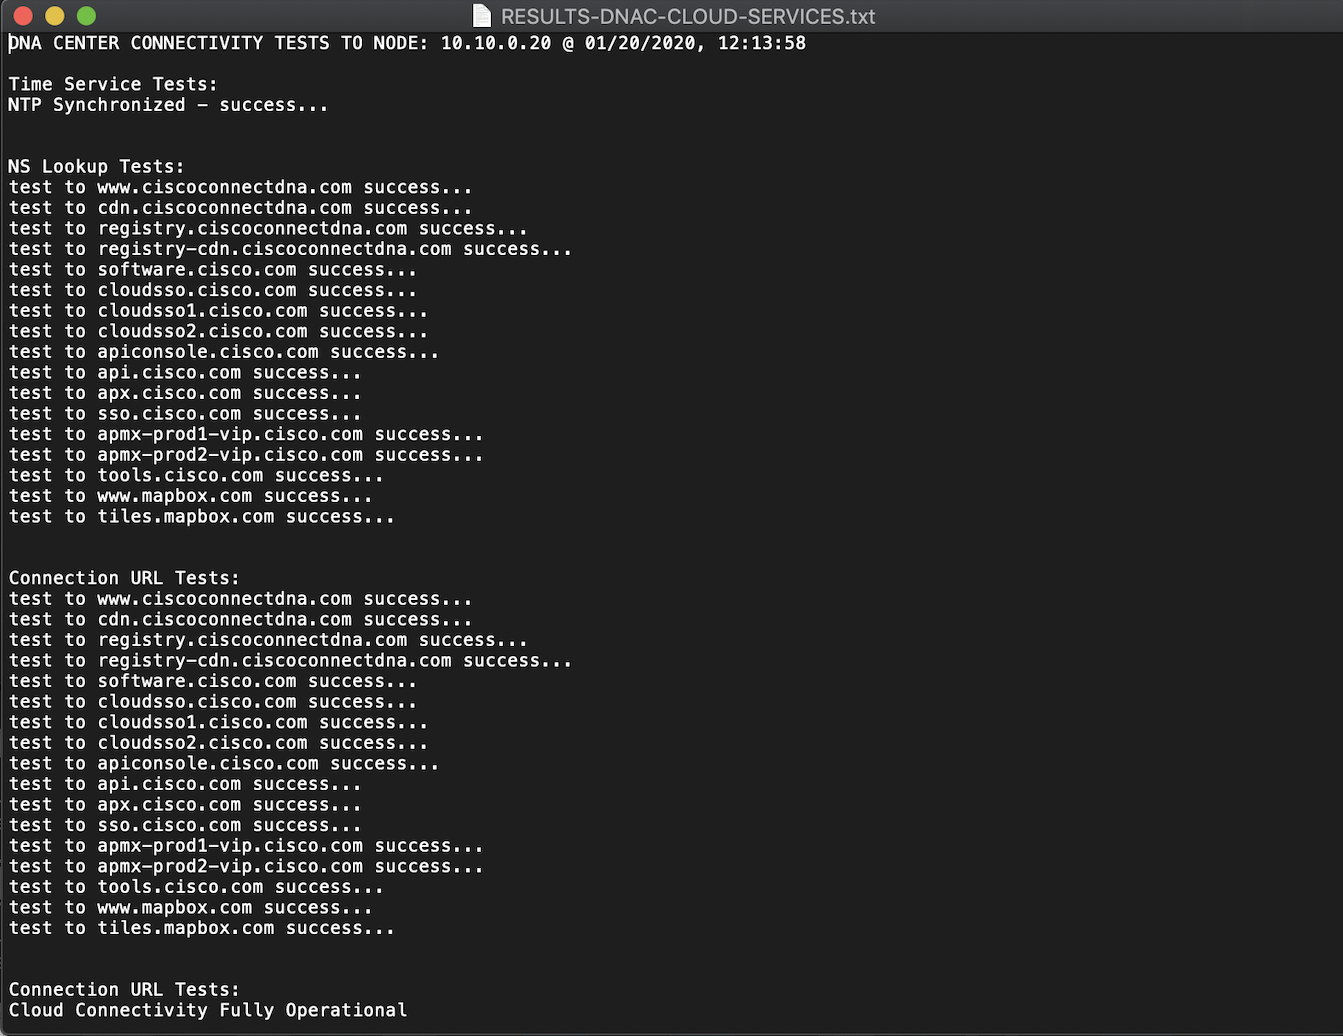 RESULTS-DNAC-CLOUD-SERVICES.txt
DNA CENTER CONNECTIVITY TESTS TO NODE: 10.10.0.20 @ 01/20/2020, 12:13:58
Time Service Tests:
NTP Synchronized – success...
NS Lookup Tests:
test to www.ciscoconnectdna.com success...
test to cdn.ciscoconnectdna.com success...
test to registry.ciscoconnectdna.com success...
test to registry-cdn.ciscoconnectdna.com success...
test to software.cisco.com success...
test to cloudsso.cisco.com success...
test to cloudsso1.cisco.com success...
test to cloudsso2.cisco.com success...
test to apiconsole.cisco.com success...
test to api.cisco.com success...
test to apx.cisco.com success...
test to sso.cisco.com success...
test to apmx-prod1-vip.cisco.com success...
test to apmx-prod2-vip.cisco.com success...
test to tools.cisco.com success...
test to www.mapbox.com success...
test to tiles.mapbox.com success...
Connection URL Tests:
test to www.ciscoconnectdna.com success...
test to cdn.ciscoconnectdna.com success...
test to registry.ciscoconnectdna.com success...
test to registry-cdn.ciscoconnectdna.com success...
test to software.cisco.com success...
test to cloudsso.cisco.com success...
test to cloudsso1.cisco.com success...
test to cloudsso2.cisco.com success...
test to apiconsole.cisco.com success...
test to api.cisco.com success...
test to apx.cisco.com success...
test to sso.cisco.com success...
test to apmx-prod1-vip.cisco.com success...
test to apmx-prod2-vip.cisco.com success...
test to tools.cisco.com success...
test to www.mapbox.com success...
test to tiles.mapbox.com success...
Connection URL Tests:
Cloud Connectivity Fully Operational